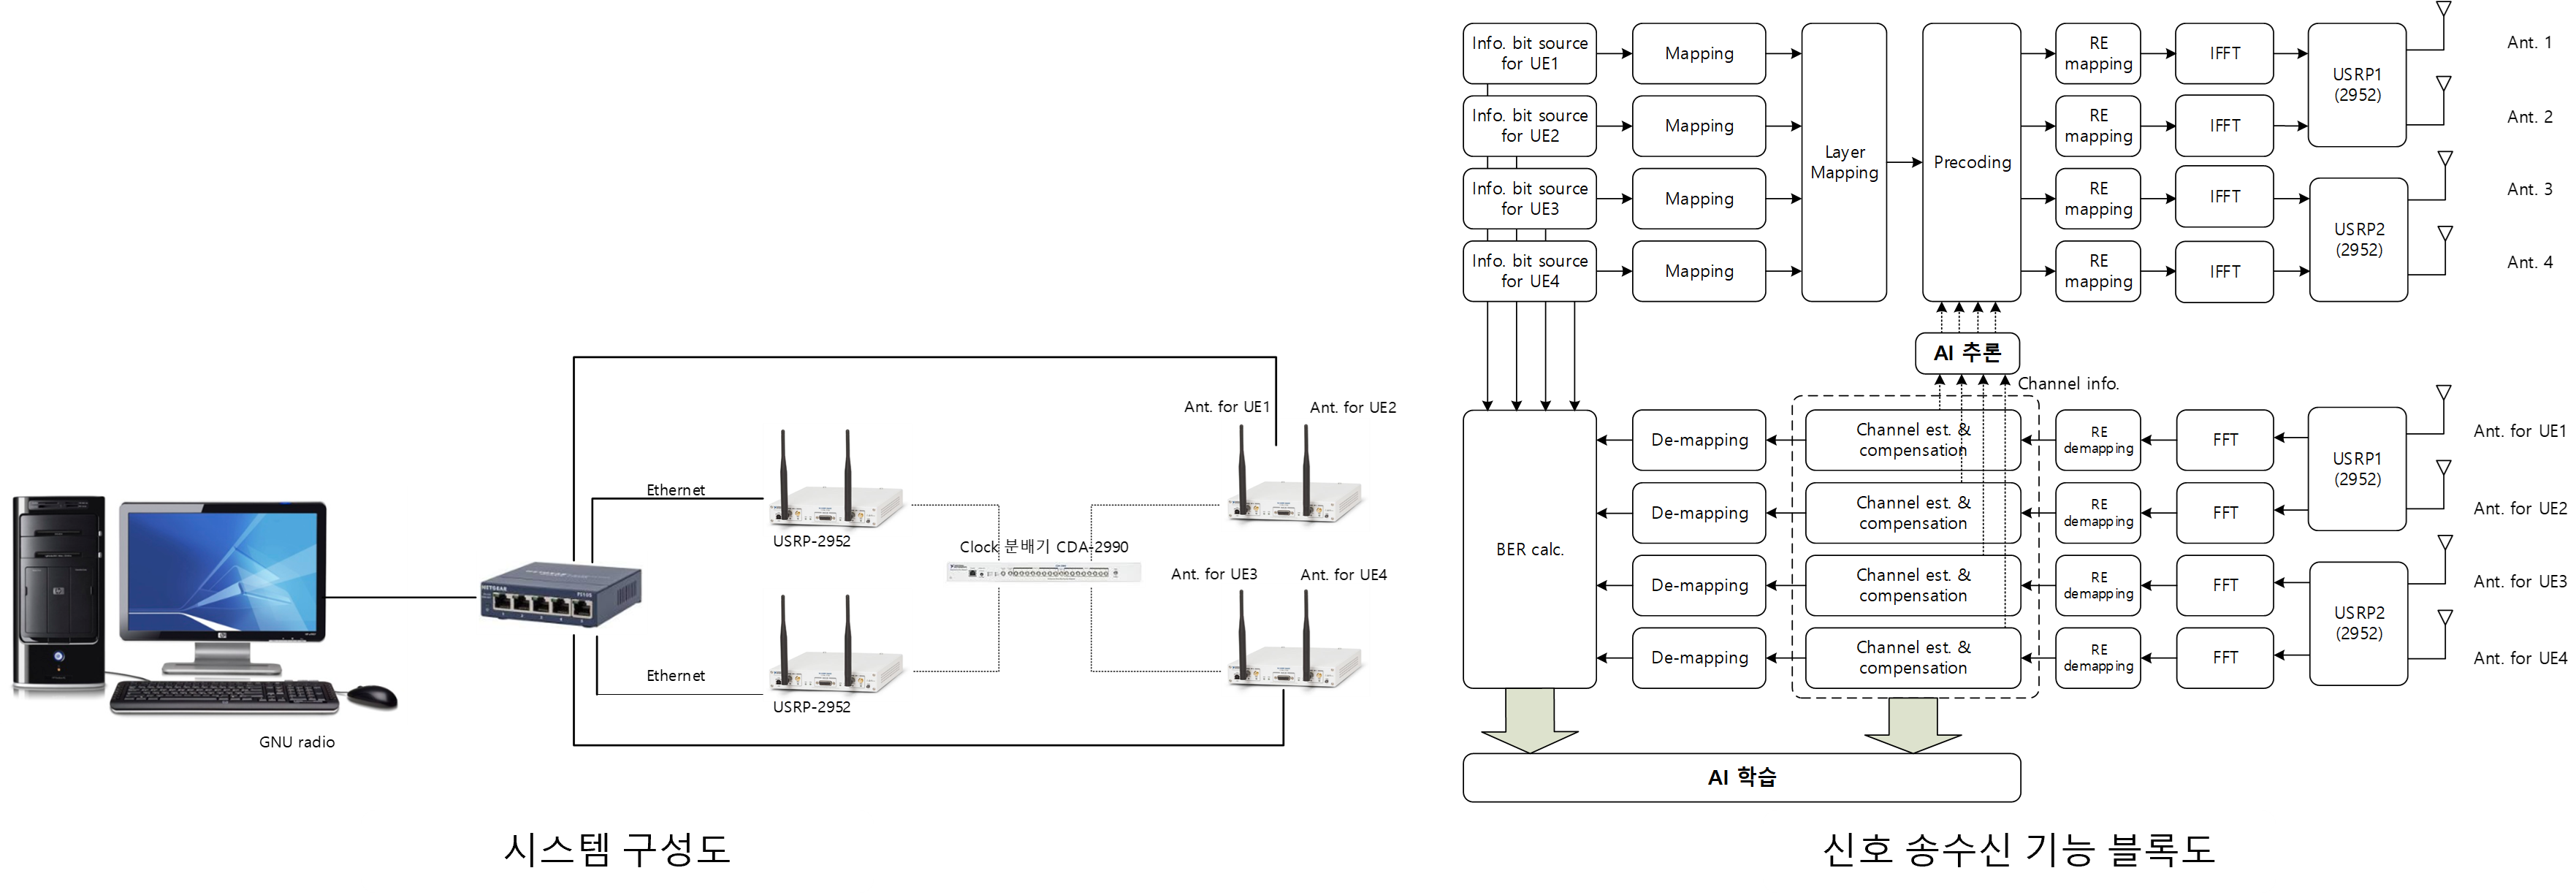 Ant. for UE1
Ant. for UE2
Ethernet
USRP-2952
Clock 분배기 CDA-2990
Ant. for UE3
Ant. for UE4
NETGEAR
Ethernet
USRP-2952
GNU radio
시스템 구성도
Info. bit source
for UE1
Mapping
RE
mapping
IFFT
USRP1
(2952)
Ant. 1
Info. bit source
for UE2
Mapping
RE
mapping
IFFT
Ant. 2
Layer
Mapping
Precoding
Info. bit source
for UE3
Mapping
RE
mapping
IFFT
USRP2
(2952)
Ant. 3
Info. bit source
for UE4
Mapping
RE
mapping
IFFT
Ant. 4
AI 추론
Channel info.
BER calc.
De-mapping
Channel est. &
compensation
RE
demapping
FFT
USRP1
(2952)
Ant. for UE1
De-mapping
Channel est. &
compensation
RE
demapping
FFT
Ant. for UE2
De-mapping
Channel est. &
compensation
RE
demapping
FFT
USRP2
(2952)
Ant. for UE3
De-mapping
Channel est. &
compensation
RE
demapping
FFT
Ant. for UE4
AI 학습
신호 송수신 기능 블록도